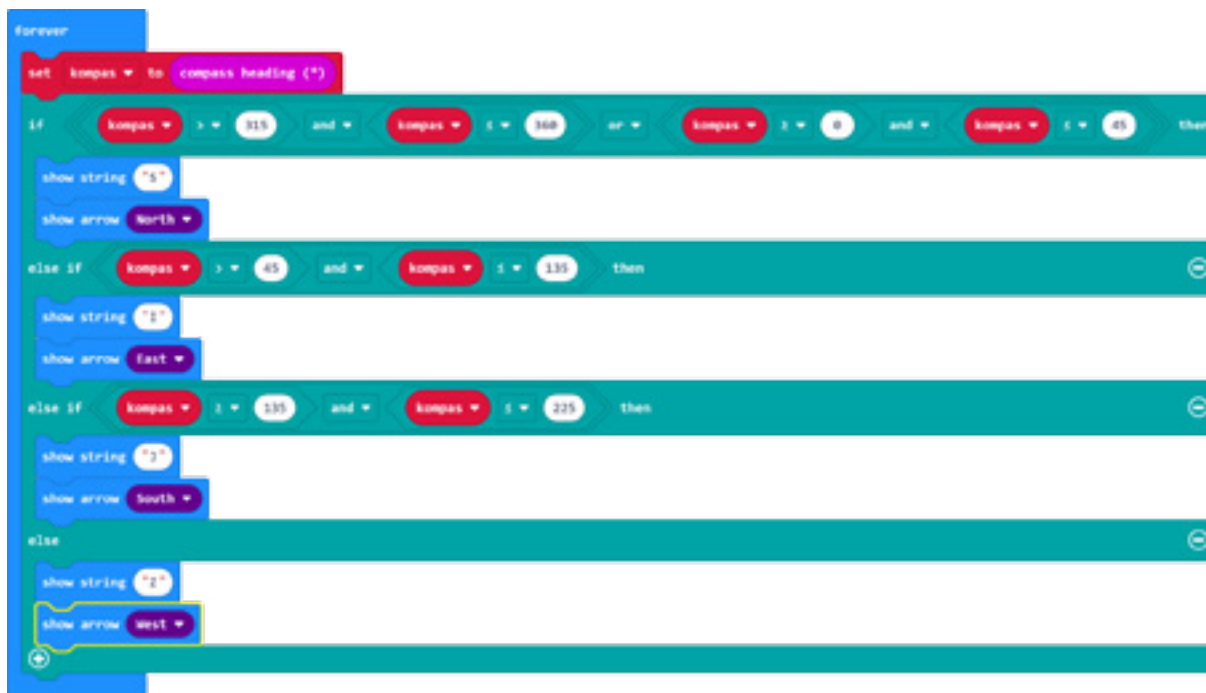 forever
set kompas to compass heading (°)
if kompas > 315 and kompas ≤ 360 or kompas ≥ 0 and kompas ≤ 45 then
show string "S"
show arrow North
else if kompas > 45 and kompas ≤ 135 then
show string "I"
show arrow East
else if kompas ≥ 135 and kompas ≤ 225 then
show string "J"
show arrow South
else
show string "Z"
show arrow West